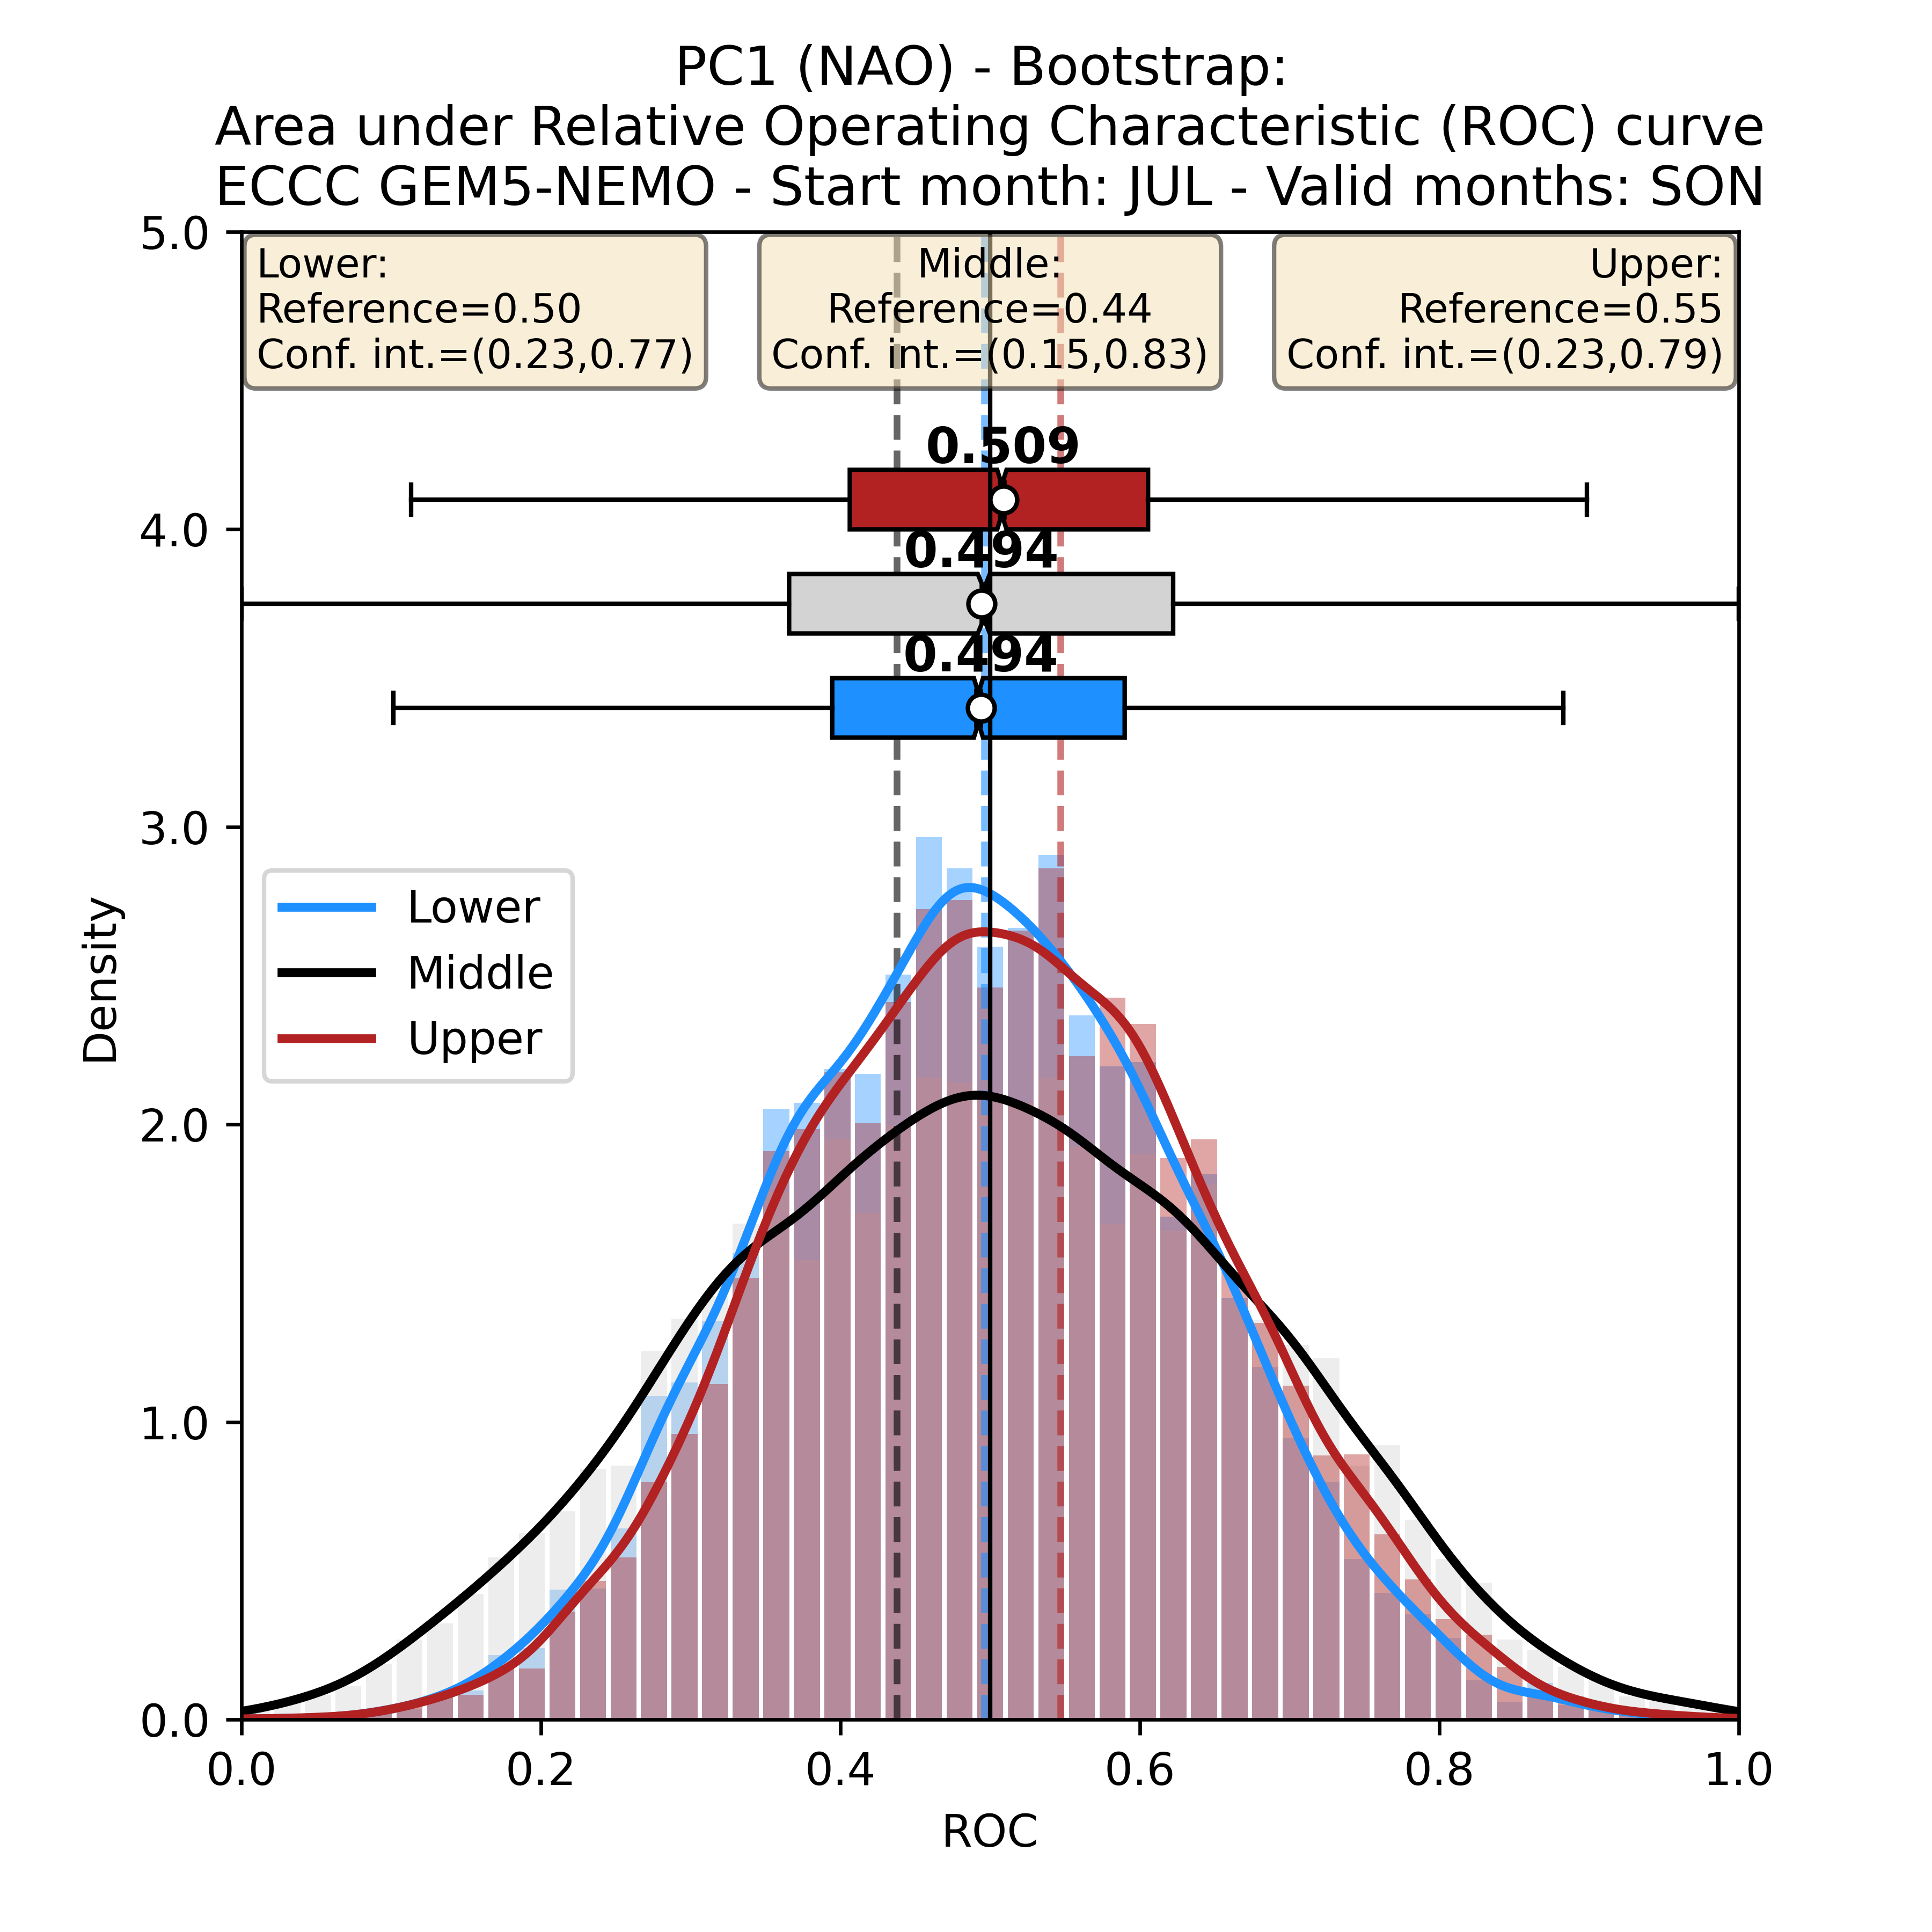 PC1 (NAO) - Bootstrap:
Area under Relative Operating Characteristic (ROC) curve
ECCC GEM5-NEMO - Start month: JUL - Valid months: SON
Lower:
Reference=0.50
Conf. int.=(0.23,0.77)
Middle:
Reference=0.44
Conf. int.=(0.15,0.83)
Upper:
Reference=0.55
Conf. int.=(0.23,0.79)
0.509
0.494
0.494
5.0
4.0
3.0
2.0
1.0
0.0
Density
Lower
Middle
Upper
0.0
0.2
0.4
0.6
0.8
1.0
ROC